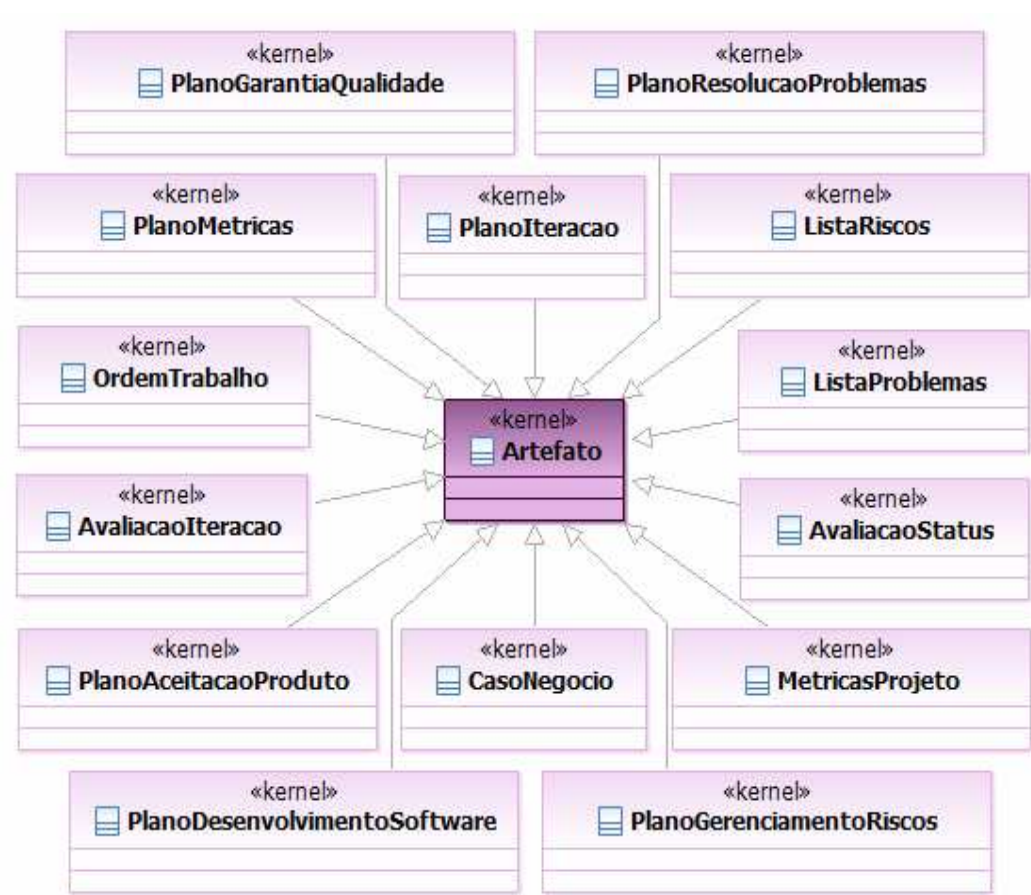 «kernel»
PlanoGarantiaQualidade
«kernel»
PlanoResolucaoProblemas
«kernel»
PlanoMetricas
«kernel»
PlanoIteracao
«kernel»
ListaRiscos
«kernel»
OrdemTrabalho
«kernel»
ListaProblemas
«kernel»
Artefato
«kernel»
AvaliacaoIteracao
«kernel»
AvaliacaoStatus
«kernel»
PlanoAceitacaoProduto
«kernel»
CasoNegocio
«kernel»
MetricasProjeto
«kernel»
PlanoDesenvolvimentoSoftware
«kernel»
PlanoGerenciamentoRiscos